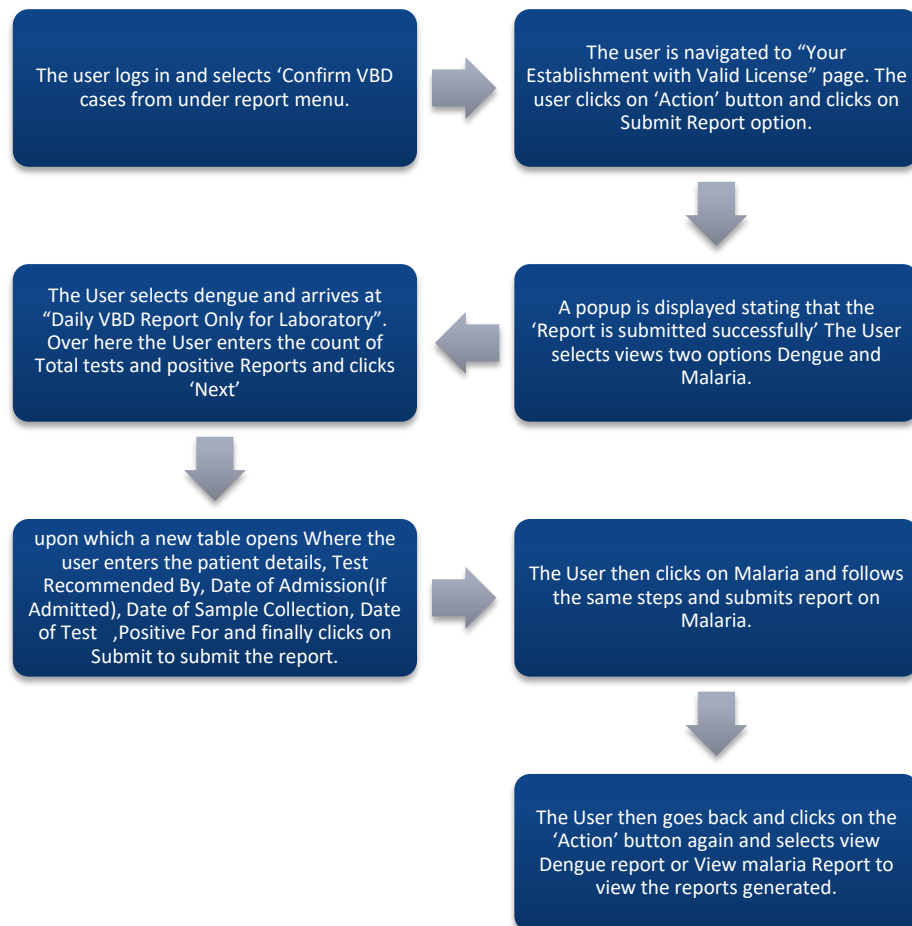 The user logs in and selects ‘Confirm VBD
cases from under report menu.
The user is navigated to “Your
Establishment with Valid License” page. The
user clicks on ‘Action’ button and clicks on
Submit Report option.
A popup is displayed stating that the
‘Report is submitted successfully’ The User
selects views two options Dengue and
Malaria.
The User selects dengue and arrives at
“Daily VBD Report Only for Laboratory”.
Over here the User enters the count of
Total tests and positive Reports and clicks
‘Next’
upon which a new table opens Where the
user enters the patient details, Test
Recommended By, Date of Admission(If
Admitted), Date of Sample Collection, Date
of Test ,Positive For and finally clicks on
Submit to submit the report.
The User then clicks on Malaria and follows
the same steps and submits report on
Malaria.
The User then goes back and clicks on the
‘Action’ button again and selects view
Dengue report or View malaria Report to
view the reports generated.